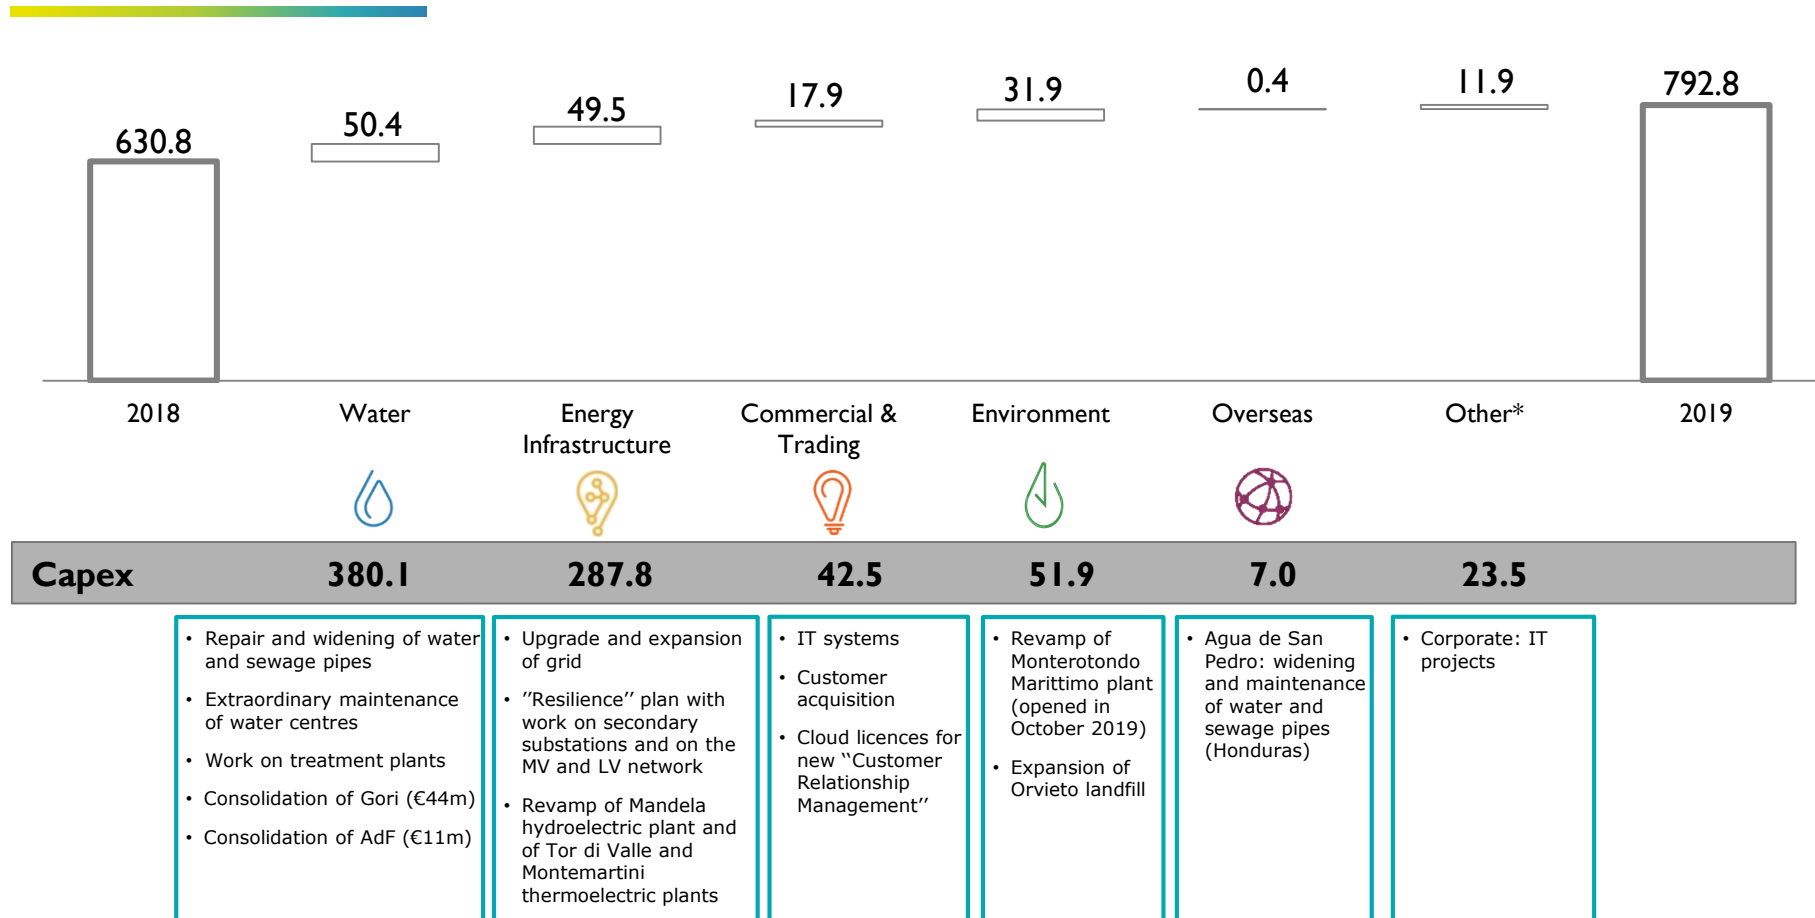 630.8
50.4
49.5
17.9
31.9
0.4
11.9
792.8
2018
Water
Energy
Infrastructure
Commercial &
Trading
Environment
Overseas
Other*
2019
Capex 380.1 287.8 42.5 51.9 7.0 23.5
• Repair and widening of water
and sewage pipes
• Extraordinary maintenance
of water centres
• Work on treatment plants
• Consolidation of Gori (€44m)
• Consolidation of AdF (€11m)
• Upgrade and expansion
of grid
• ”Resilience” plan with
work on secondary
substations and on the
MV and LV network
• Revamp of Mandela
hydroelectric plant and
of Tor di Valle and
Montemartini
thermoelectric plants
• IT systems
• Customer
acquisition
• Cloud licences for
new “Customer
Relationship
Management”
• Revamp of
Monterotondo
Marittimo plant
(opened in
October 2019)
• Expansion of
Orvieto landfill
• Agua de San
Pedro: widening
and maintenance
of water and
sewage pipes
(Honduras)
• Corporate: IT
projects